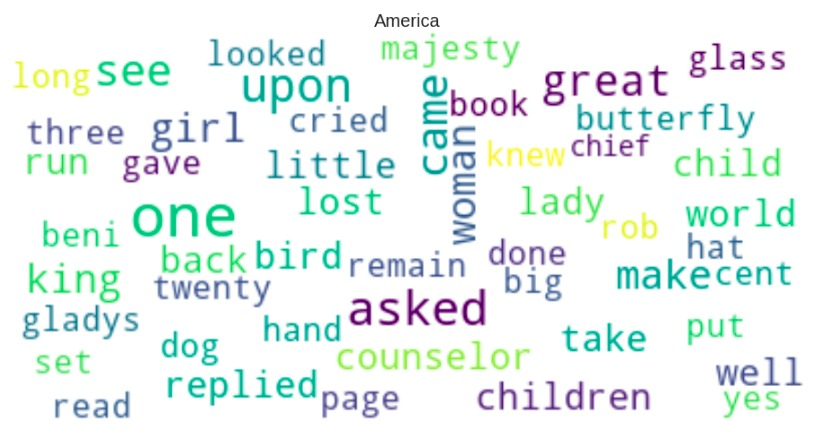 America
long see looked majesty glass
upon came great
three girl cried book butterfly
run gave little woman knew chief child
one lost lady rob world
beni back bird remain done hat
king twenty asked big make cent
gladys dog hand counselor take put
set replied page children well
read yes